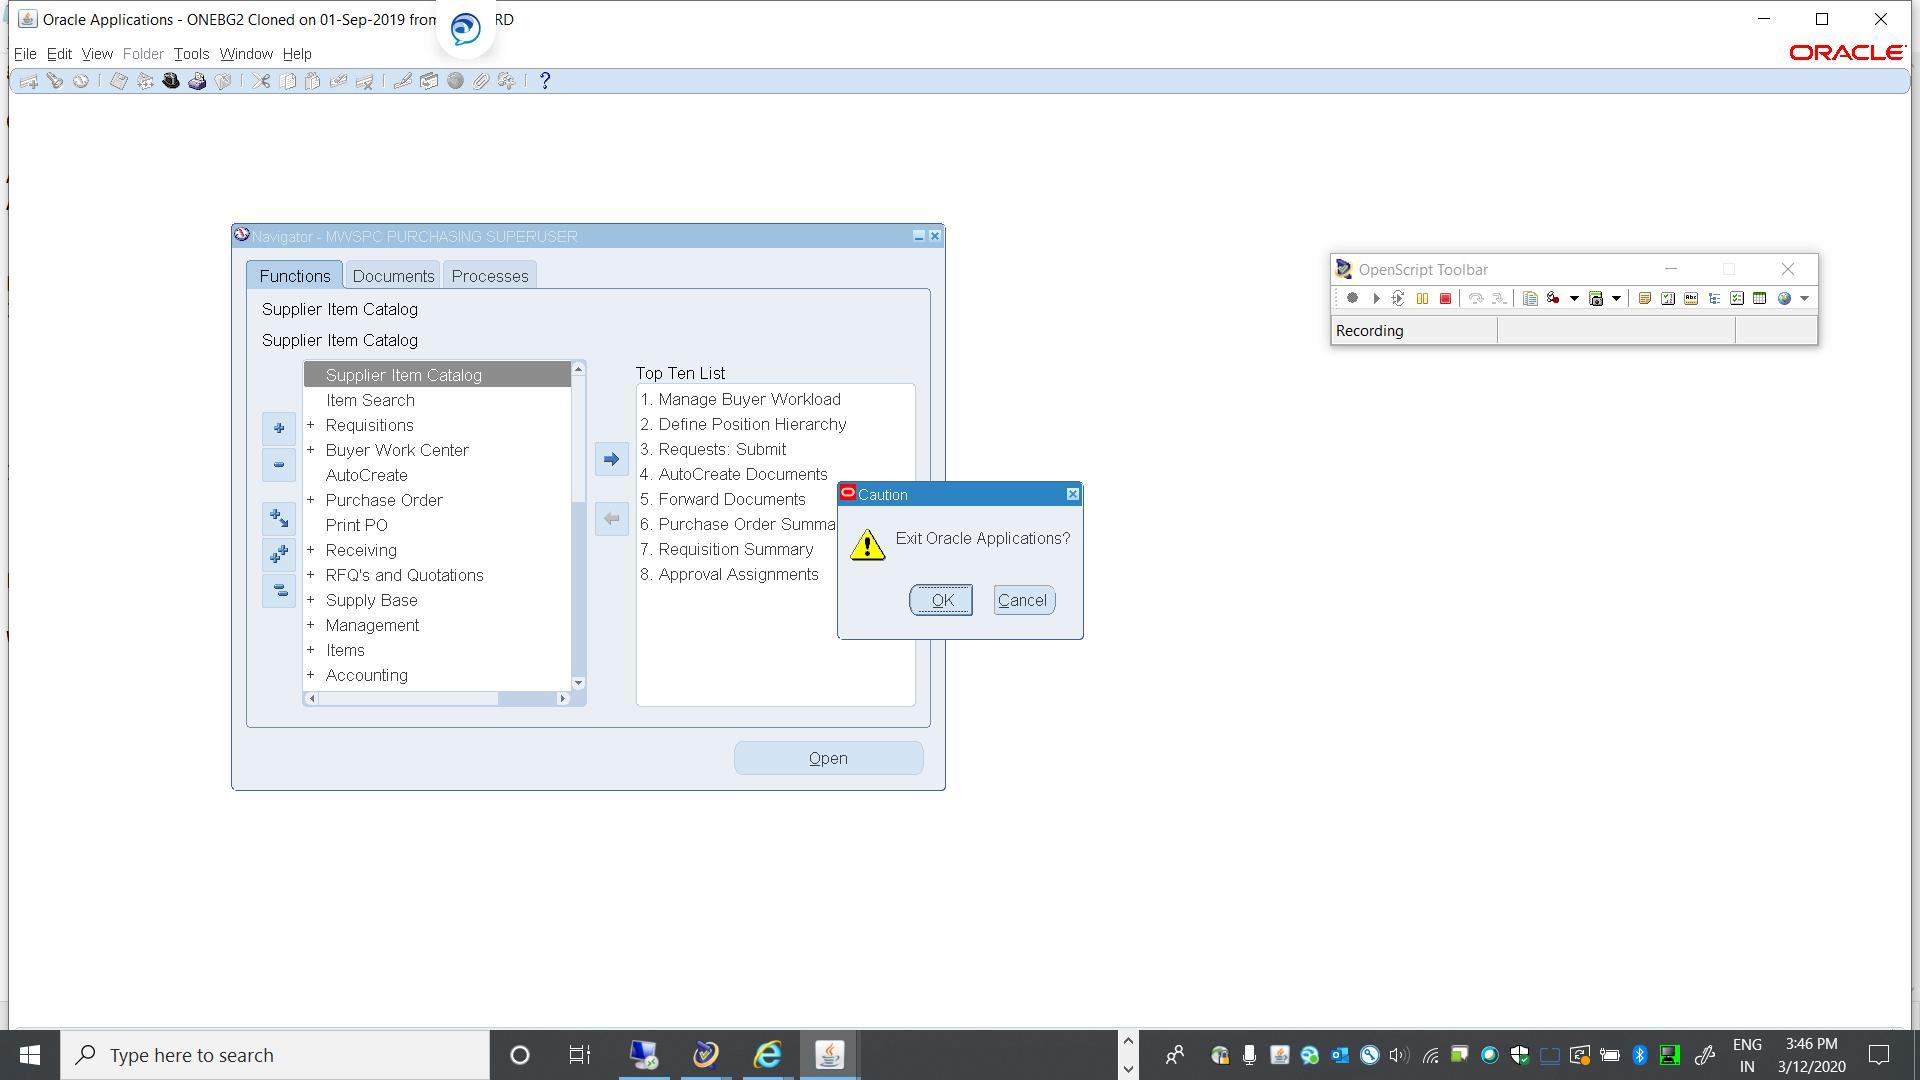 Oracle Applications - ONEBG2 Cloned on 01-Sep-2019 from RD
File Edit View Folder Tools Window Help
ORACLE
?
Navigator - MWSPC PURCHASING SUPERUSER
Functions Documents Processes
Supplier Item Catalog
Supplier Item Catalog
Supplier Item Catalog
Item Search
+ Requisitions
+ Buyer Work Center
AutoCreate
+ Purchase Order
Print PO
+ Receiving
+ RFQ's and Quotations
+ Supply Base
+ Management
+ Items
+ Accounting
Top Ten List
1. Manage Buyer Workload
2. Define Position Hierarchy
3. Requests: Submit
4. AutoCreate Documents
5. Forward Documents
6. Purchase Order Summa
7. Requisition Summary
8. Approval Assignments
Open
Caution
Exit Oracle Applications?
OK Cancel
OpenScript Toolbar
Recording
Type here to search
ENG
IN
3:46 PM
3/12/2020